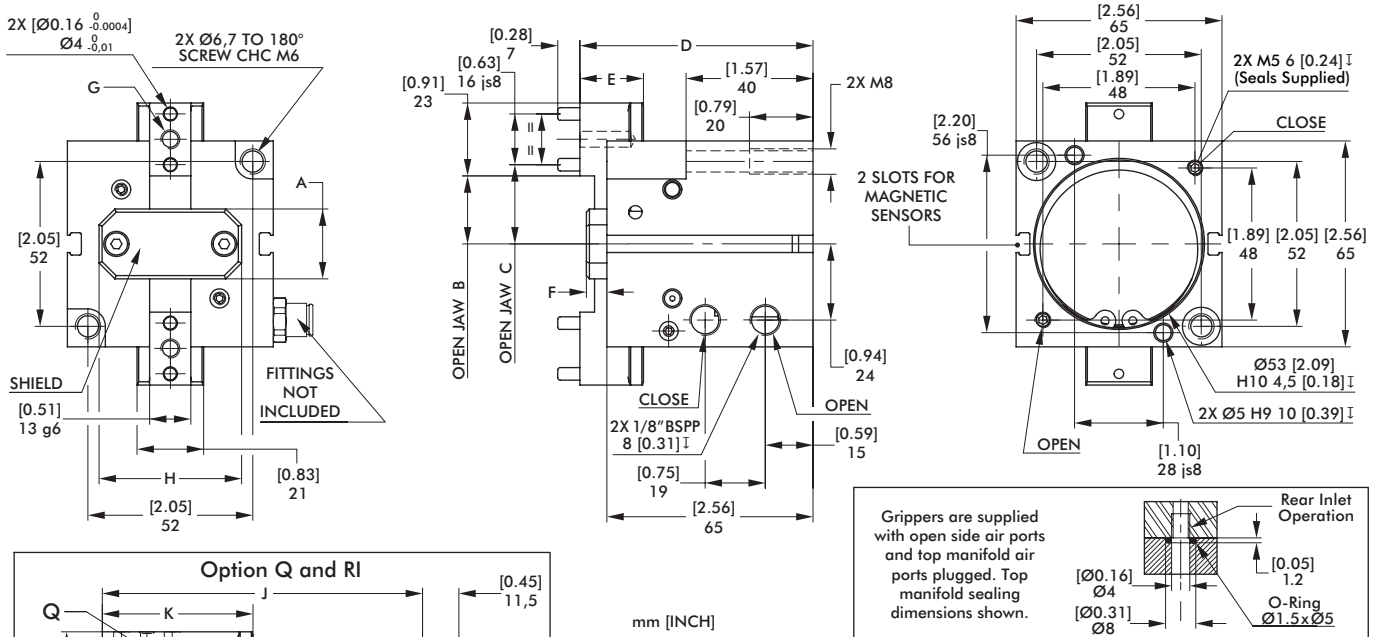 2X [Ø0.16 0 -0.0004]
Ø4 0 -0,01
2X Ø6,7 TO 180°
SCREW CHC M6
G
A
[2.05]
52
SHIELD
[0.51]
13 g6
FITTINGS
NOT
INCLUDED
[0.83]
21
H
[2.05]
52
[0.28]
7
[0.63]
16 js8
[0.91]
23
D
E
[1.57]
40
[0.79]
20
2X M8
=
=
OPEN JAW B
OPEN JAW C
F
[0.94]
24
CLOSE
OPEN
2X 1/8"BSPP
8 [0.31]↧
[0.59]
15
[0.75]
19
[2.56]
65
[2.56]
65
[2.05]
52
[1.89]
48
2X M5 6 [0.24]↧
(Seals Supplied)
CLOSE
[2.20]
56 js8
2 SLOTS FOR
MAGNETIC
SENSORS
[1.89] [2.05] [2.56]
48 52 65
Ø53 [2.09]
H10 4,5 [0.18]↧
2X Ø5 H9 10 [0.39]↧
OPEN
[1.10]
28 js8
Option Q and RI
J
[0.45]
11,5
Q
K
mm [INCH]
Grippers are supplied
with open side air ports
and top manifold air
ports plugged. Top
manifold sealing
dimensions shown.
Rear Inlet
Operation
[0.05]
1.2
[Ø0.16]
Ø4
O-Ring
Ø1.5xØ5
[Ø0.31]
Ø8